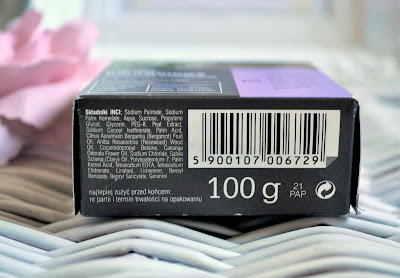 Składniki INCI: Sodium Palmate, Sodium
Palm Kernelate, Aqua, Sucrose, Propylene
Glycol, Glycerin, PEG-8, Peat Extract,
Sodium Cocoyl Isethionate, Palm Acid,
Citrus Aurantium Bergamia (Bergamot) Fruit
Oil, Aniba Rosaeodora (Rosewood) Wood
Oil, Cocamidopropyl Betaine, Cananga
Odorata Flower Oil, Sodium Chloride, Salvia
Sclarea (Clary) Oil, Polyquaternium-7, Palm
Kernel Acid, Tetrasodium EDTA, Tetrasodium
Etidronate, Linalool, Limonene, Benzyl
Benzoate, Benzyl Salicylate, Geraniol
5 900107 006729
najlepiej zużyć przed końcem:
nr partii i termin trwałości na opakowaniu
100 g
21
PAP